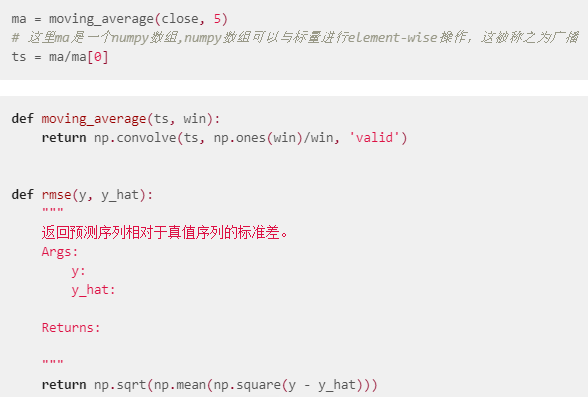 ma = moving_average(close, 5)
# 这里ma是一个numpy数组,numpy数组可以与标量进行element-wise操作，这被称之为广播
ts = ma/ma[0]
def moving_average(ts, win):
    return np.convolve(ts, np.ones(win)/win, 'valid')
def rmse(y, y_hat):
    """
    返回预测序列相对于真值序列的标准差。
    Args:
        y:
        y_hat:
    Returns:
    """
    return np.sqrt(np.mean(np.square(y - y_hat)))